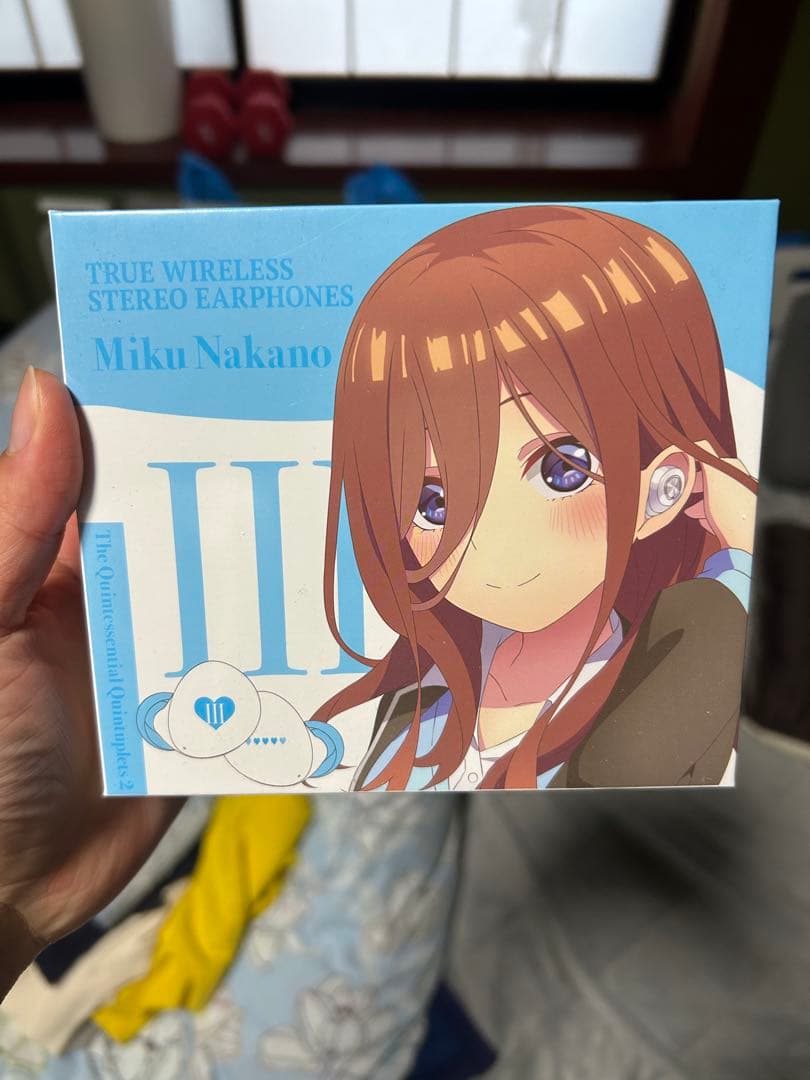 TRUE WIRELESS
STEREO EARPHONES
Miku Nakano
III
The Quintessential Quintuplets 2
III